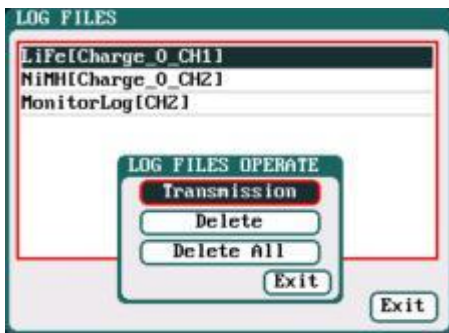 LOG FILES
LiFe[Charge_0_CH1]
NiMH[Charge_0_CH2]
MonitorLog[CH2]
LOG FILES OPERATE
Transmission
Delete
Delete All
Exit
Exit